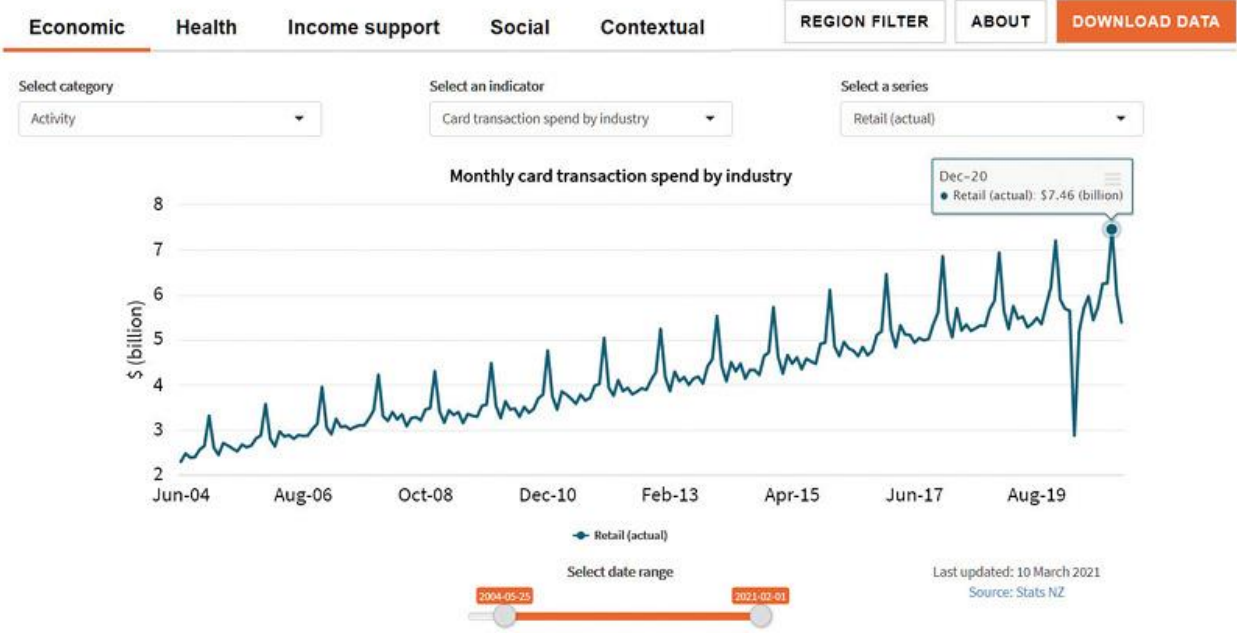 Economic Health Income support Social Contextual REGION FILTER ABOUT DOWNLOAD DATA
Select category Select an indicator Select a series
Activity Card transaction spend by industry Retail (actual)
Monthly card transaction spend by industry
Dec–20
Retail (actual): $7.46 (billion)
$ (billion)
8
7
6
5
4
3
2
Jun-04 Aug-06 Oct-08 Dec-10 Feb-13 Apr-15 Jun-17 Aug-19
Retail (actual)
Select date range
2004-05-25 2021-02-01
Last updated: 10 March 2021
Source: Stats NZ